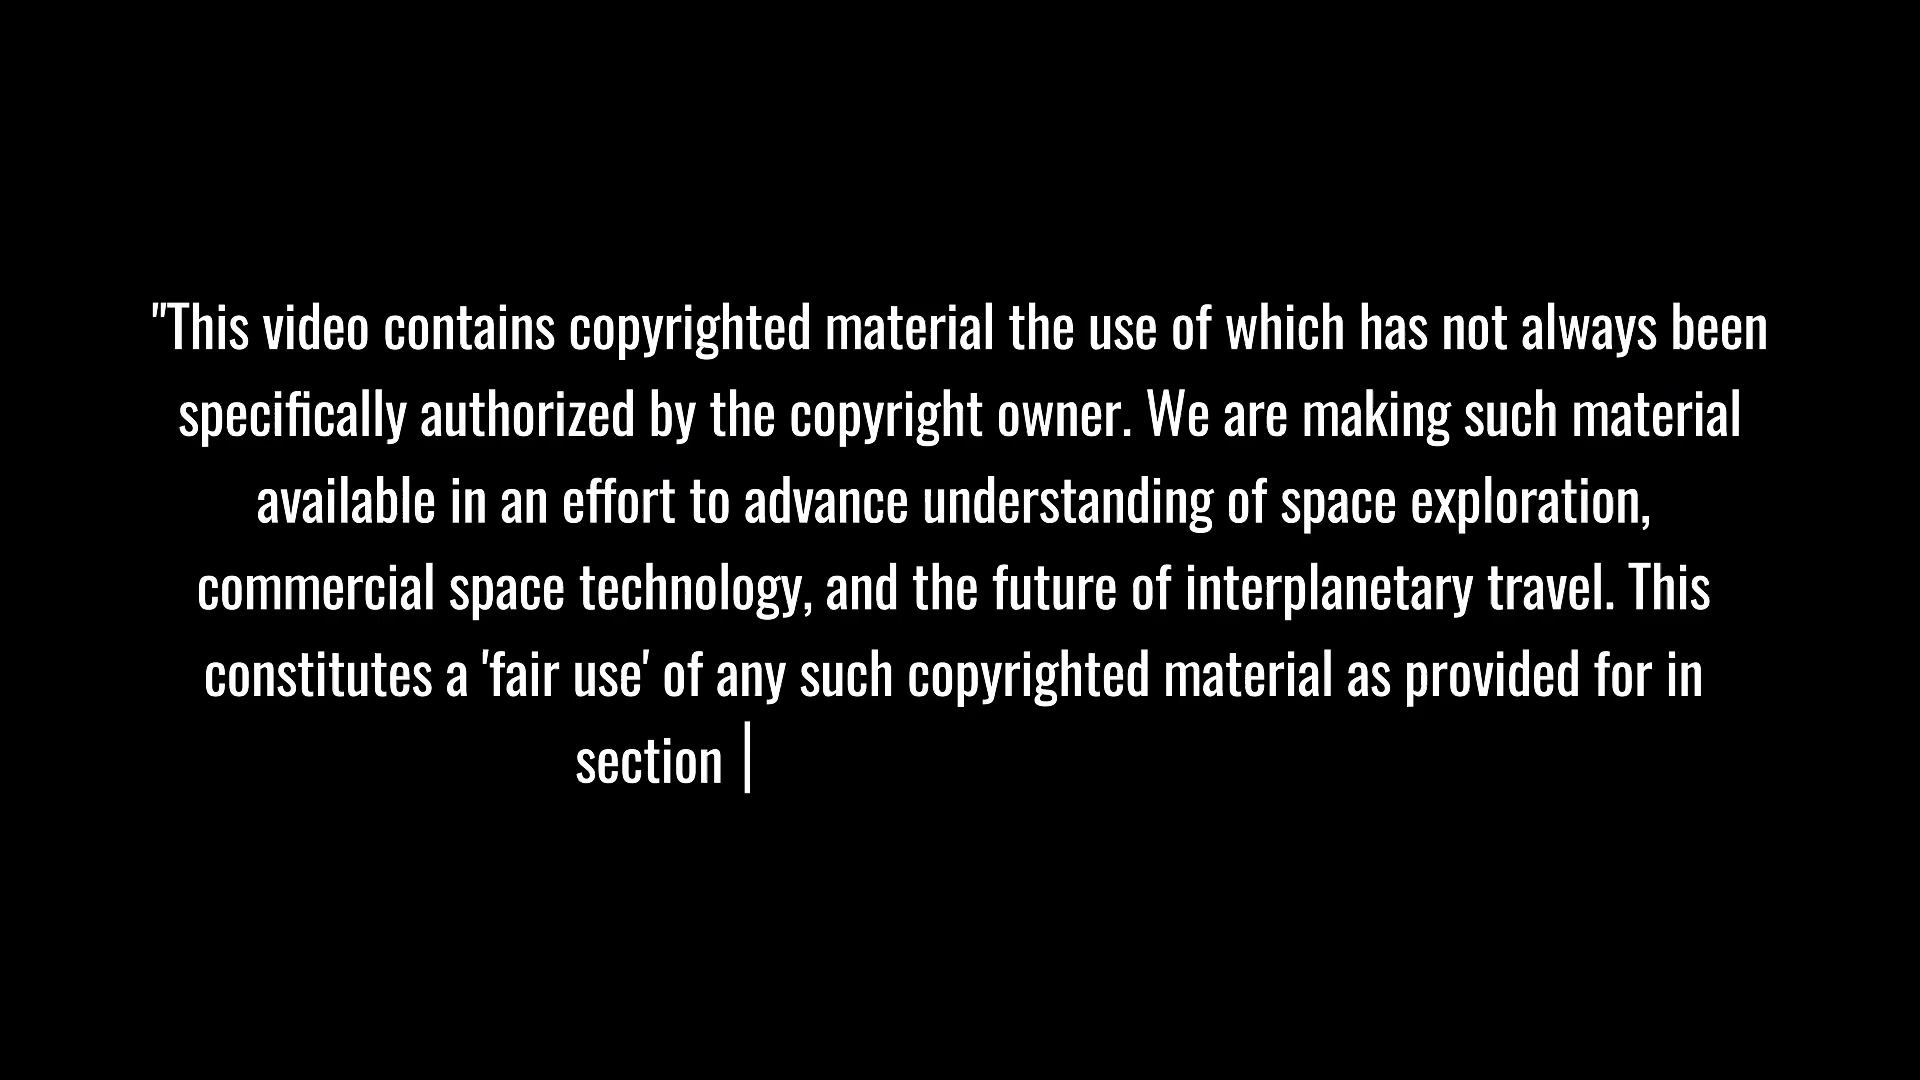 "This video contains copyrighted material the use of which has not always been
specifically authorized by the copyright owner. We are making such material
available in an effort to advance understanding of space exploration,
commercial space technology, and the future of interplanetary travel. This
constitutes a 'fair use' of any such copyrighted material as provided for in
section